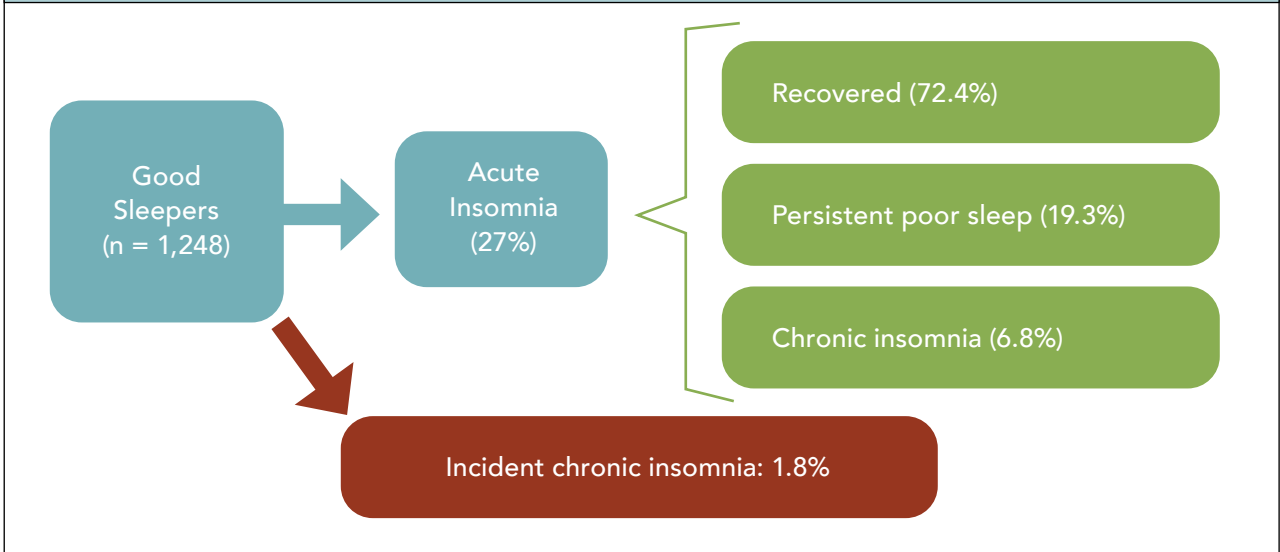 Good
Sleepers
(n = 1,248)
Acute
Insomnia
(27%)
Recovered (72.4%)
Persistent poor sleep (19.3%)
Chronic insomnia (6.8%)
Incident chronic insomnia: 1.8%